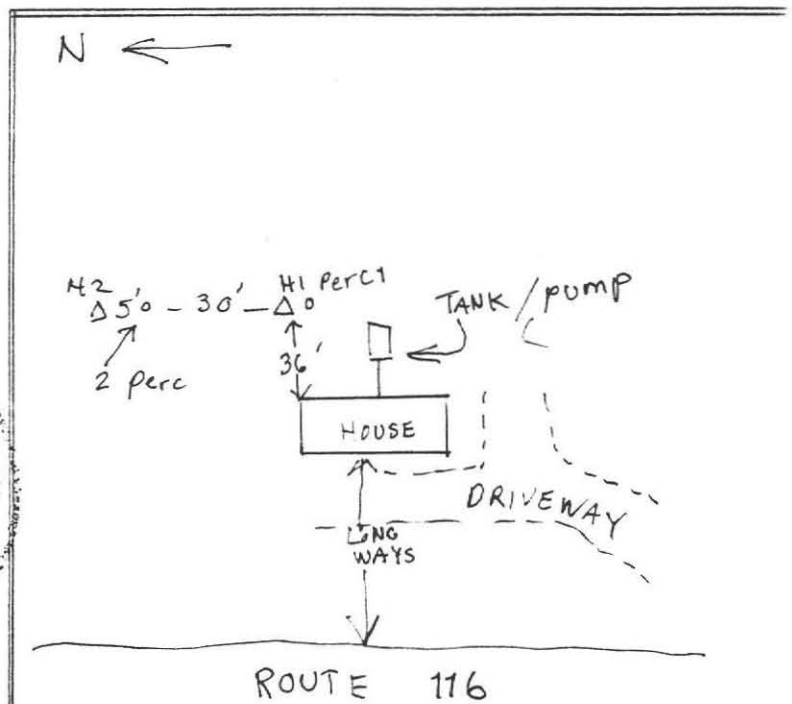 N
H2 H1 Perc1
5' - 30' -
TANK / pump
2 Perc
36'
HOUSE
DRIVEWAY
LONG
WAYS
ROUTE 116